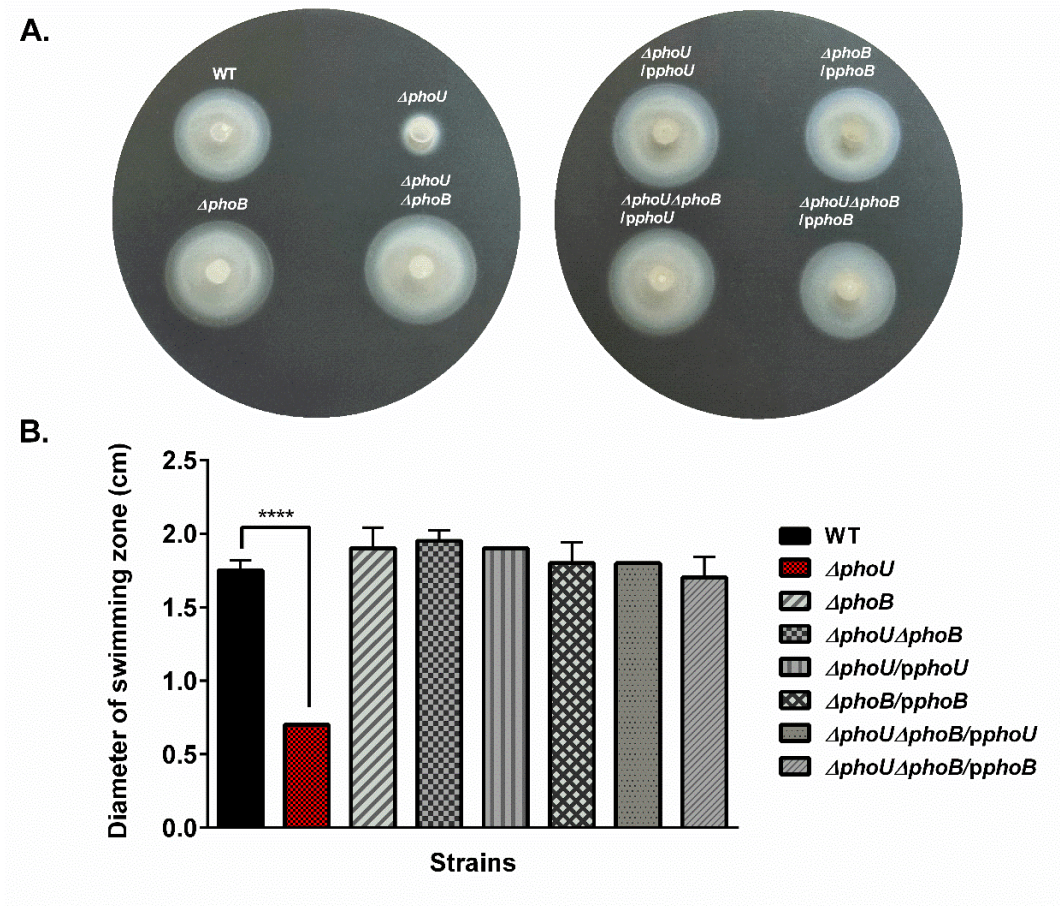 A.
WT
ΔphoU
ΔphoB
ΔphoU
ΔphoB
ΔphoU
/pphoU
ΔphoB
/pphoB
ΔphoUΔphoB
/pphoU
ΔphoUΔphoB
/pphoB
B.
Diameter of swimming zone (cm)
2.5
2.0
1.5
1.0
0.5
0.0
****
Strains
WT
ΔphoU
ΔphoB
ΔphoUΔphoB
ΔphoU/pphoU
ΔphoB/pphoB
ΔphoUΔphoB/pphoU
ΔphoUΔphoB/pphoB